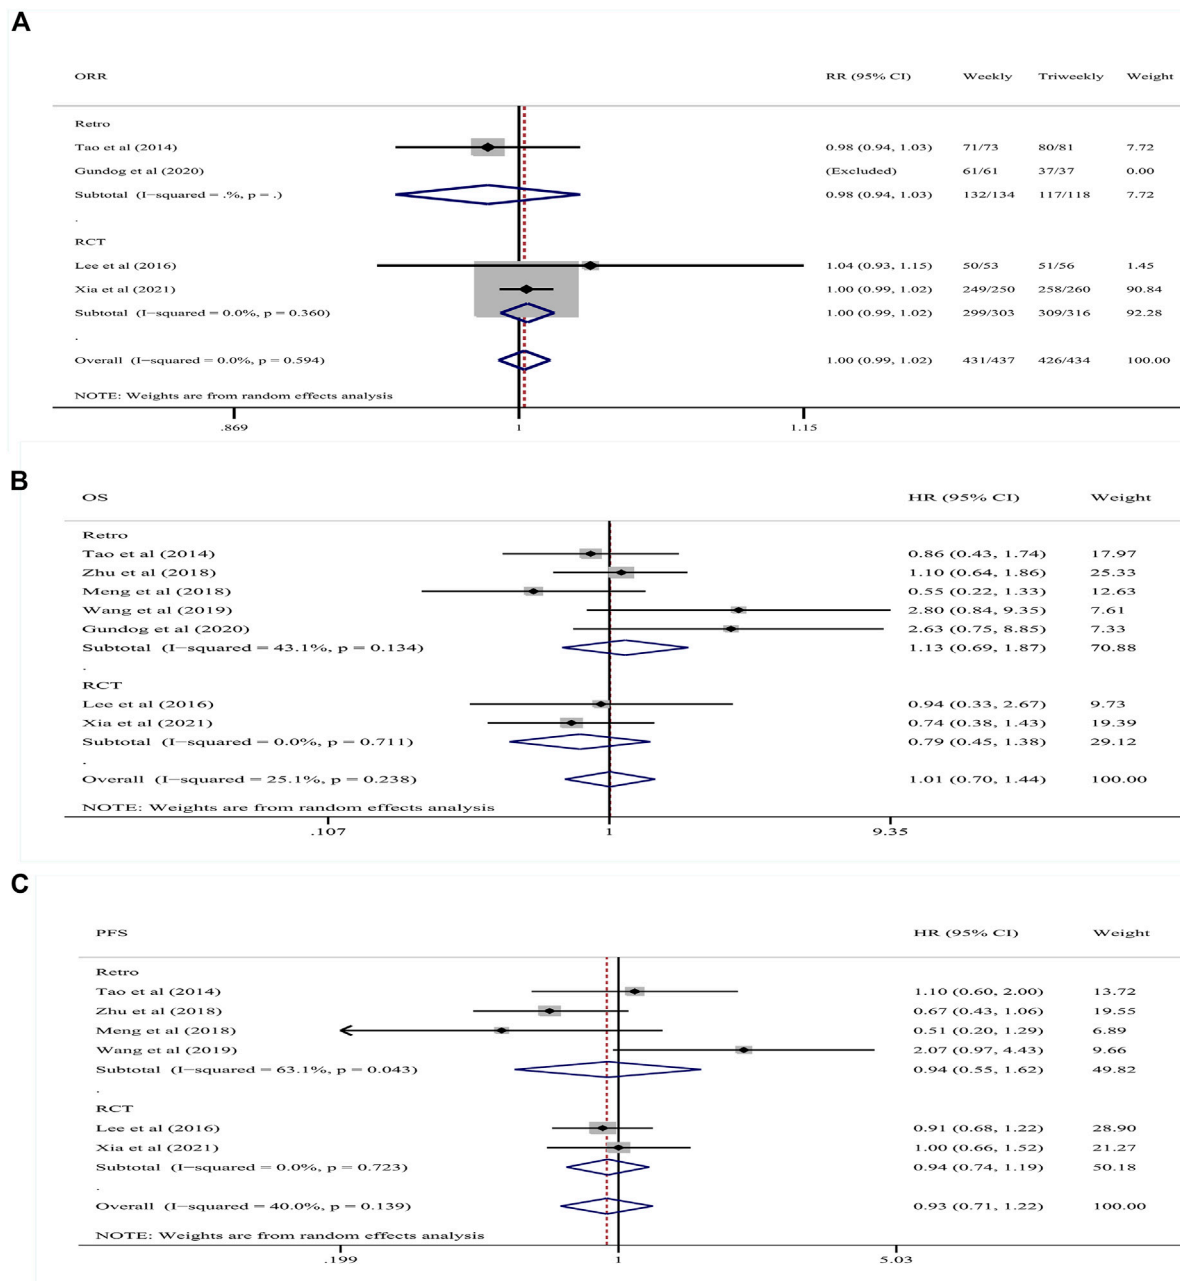 A
ORR RR (95% CI) Weekly Triweekly Weight
Retro
Tao et al (2014) 0.98 (0.94, 1.03) 71/73 80/81 7.72
Gundog et al (2020) (Excluded) 61/61 37/37 0.00
Subtotal (I−squared = .%, p = .) 0.98 (0.94, 1.03) 132/134 117/118 7.72
.
RCT
Lee et al (2016) 1.04 (0.93, 1.15) 50/53 51/56 1.45
Xia et al (2021) 1.00 (0.99, 1.02) 249/250 258/260 90.84
Subtotal (I−squared = 0.0%, p = 0.360) 1.00 (0.99, 1.02) 299/303 309/316 92.28
.
Overall (I−squared = 0.0%, p = 0.594) 1.00 (0.99, 1.02) 431/437 426/434 100.00
NOTE: Weights are from random effects analysis
.869 1 1.15
B
OS HR (95% CI) Weight
Retro
Tao et al (2014) 0.86 (0.43, 1.74) 17.97
Zhu et al (2018) 1.10 (0.64, 1.86) 25.33
Meng et al (2018) 0.55 (0.22, 1.33) 12.63
Wang et al (2019) 2.80 (0.84, 9.35) 7.61
Gundog et al (2020) 2.63 (0.75, 8.85) 7.33
Subtotal (I−squared = 43.1%, p = 0.134) 1.13 (0.69, 1.87) 70.88
.
RCT
Lee et al (2016) 0.94 (0.33, 2.67) 9.73
Xia et al (2021) 0.74 (0.38, 1.43) 19.39
Subtotal (I−squared = 0.0%, p = 0.711) 0.79 (0.45, 1.38) 29.12
.
Overall (I−squared = 25.1%, p = 0.238) 1.01 (0.70, 1.44) 100.00
NOTE: Weights are from random effects analysis
.107 1 9.35
C
PFS HR (95% CI) Weight
Retro
Tao et al (2014) 1.10 (0.60, 2.00) 13.72
Zhu et al (2018) 0.67 (0.43, 1.06) 19.55
Meng et al (2018) 0.51 (0.20, 1.29) 6.89
Wang et al (2019) 2.07 (0.97, 4.43) 9.66
Subtotal (I−squared = 63.1%, p = 0.043) 0.94 (0.55, 1.62) 49.82
.
RCT
Lee et al (2016) 0.91 (0.68, 1.22) 28.90
Xia et al (2021) 1.00 (0.66, 1.52) 21.27
Subtotal (I−squared = 0.0%, p = 0.723) 0.94 (0.74, 1.19) 50.18
.
Overall (I−squared = 40.0%, p = 0.139) 0.93 (0.71, 1.22) 100.00
NOTE: Weights are from random effects analysis
.199 1 5.03